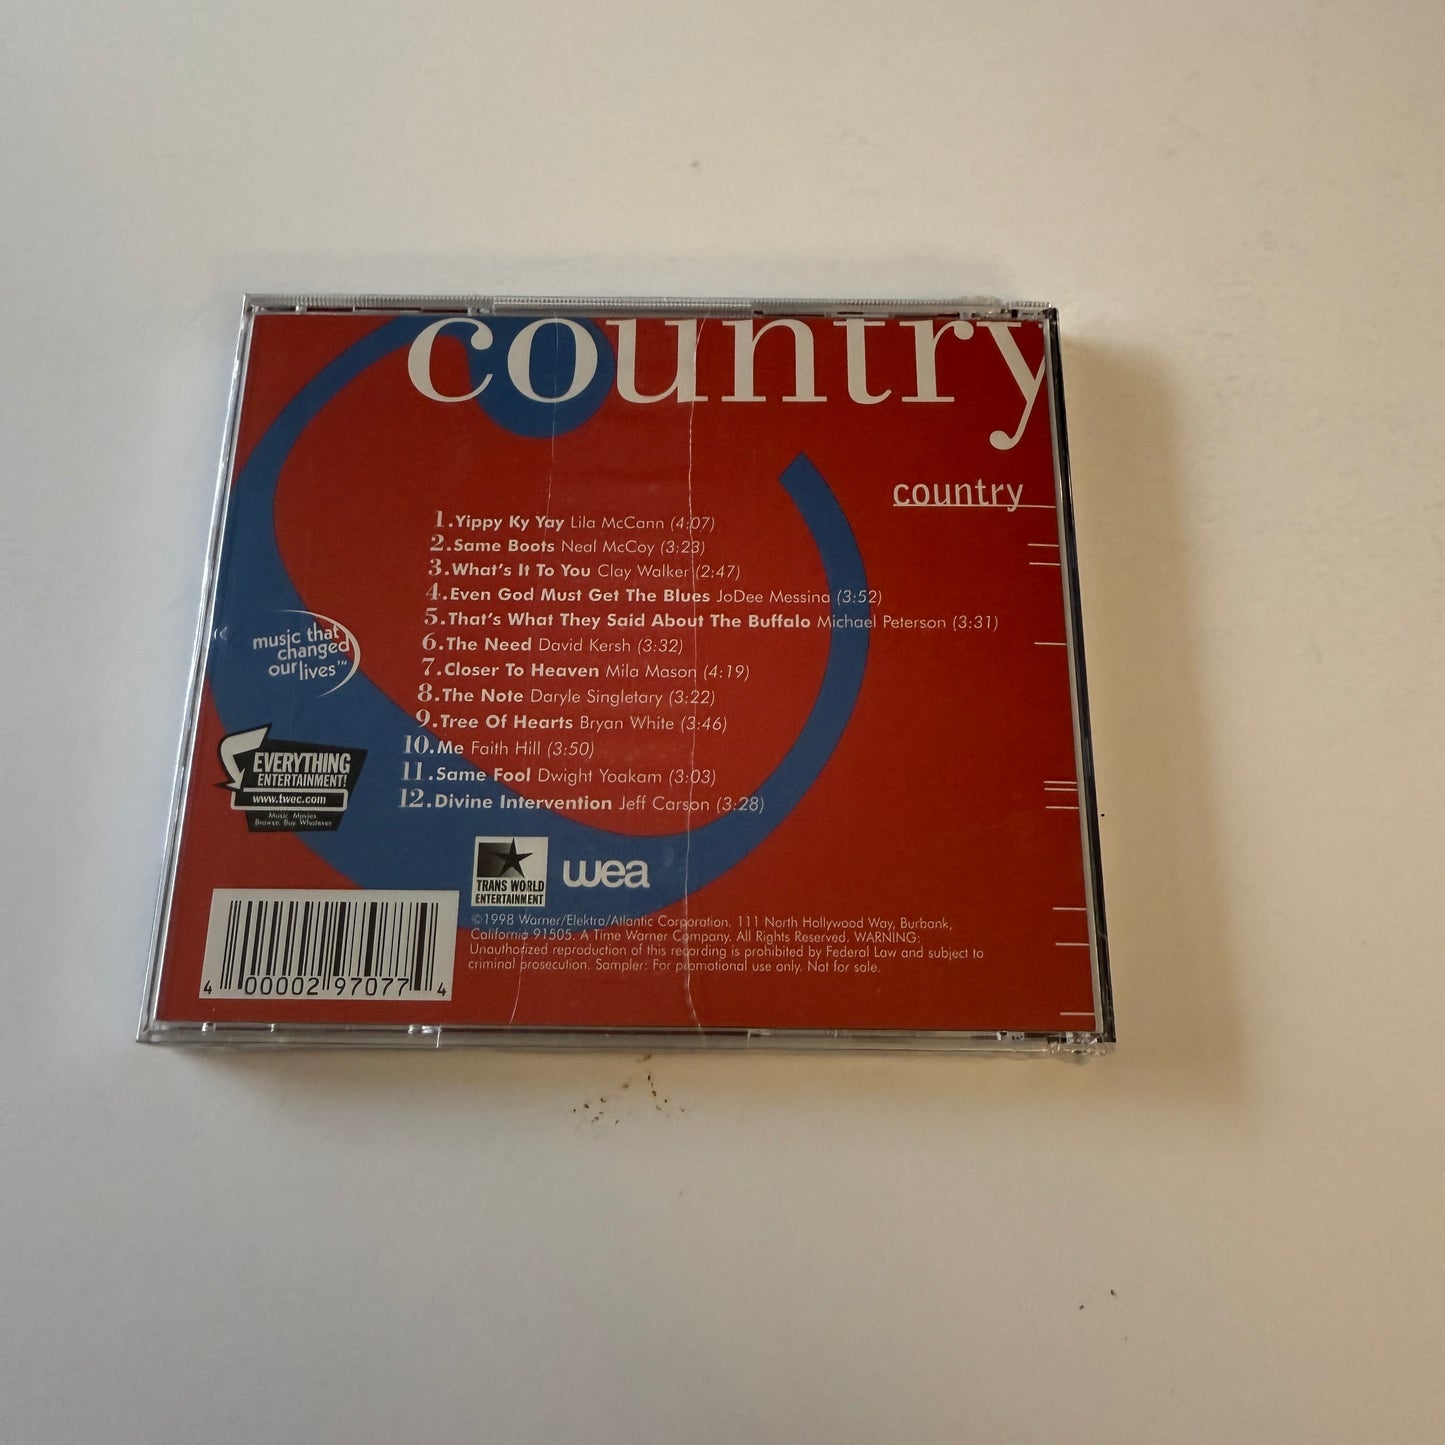 country
country
1. Yippy Ky Yay Lila McCann (4:07)
2. Same Boots Neal McCoy (3:23)
3. What's It To You Clay Walker (2:47)
4. Even God Must Get The Blues JoDee Messina (3:52)
5. That's What They Said About The Buffalo Michael Peterson (3:31)
6. The Need David Kersh (3:32)
7. Closer To Heaven Mila Mason (4:19)
8. The Note Daryle Singletary (3:22)
9. Tree Of Hearts Bryan White (3:46)
10. Me Faith Hill (3:50)
11. Same Fool Dwight Yoakam (3:03)
12. Divine Intervention Jeff Carson (3:28)
music that
changed
our lives™
EVERYTHING
ENTERTAINMENT!
www.twec.com
Music. Movies.
Browse. Buy. Whatever.
TRANS WORLD
ENTERTAINMENT
wea
©1998 Warner/Elektra/Atlantic Corporation. 111 North Hollywood Way, Burbank,
California 91505. A Time Warner Company. All Rights Reserved. WARNING:
Unauthorized reproduction of this recording is prohibited by Federal Law and subject to
criminal prosecution. Sampler: For promotional use only. Not for sale.
4 00002 97077 4